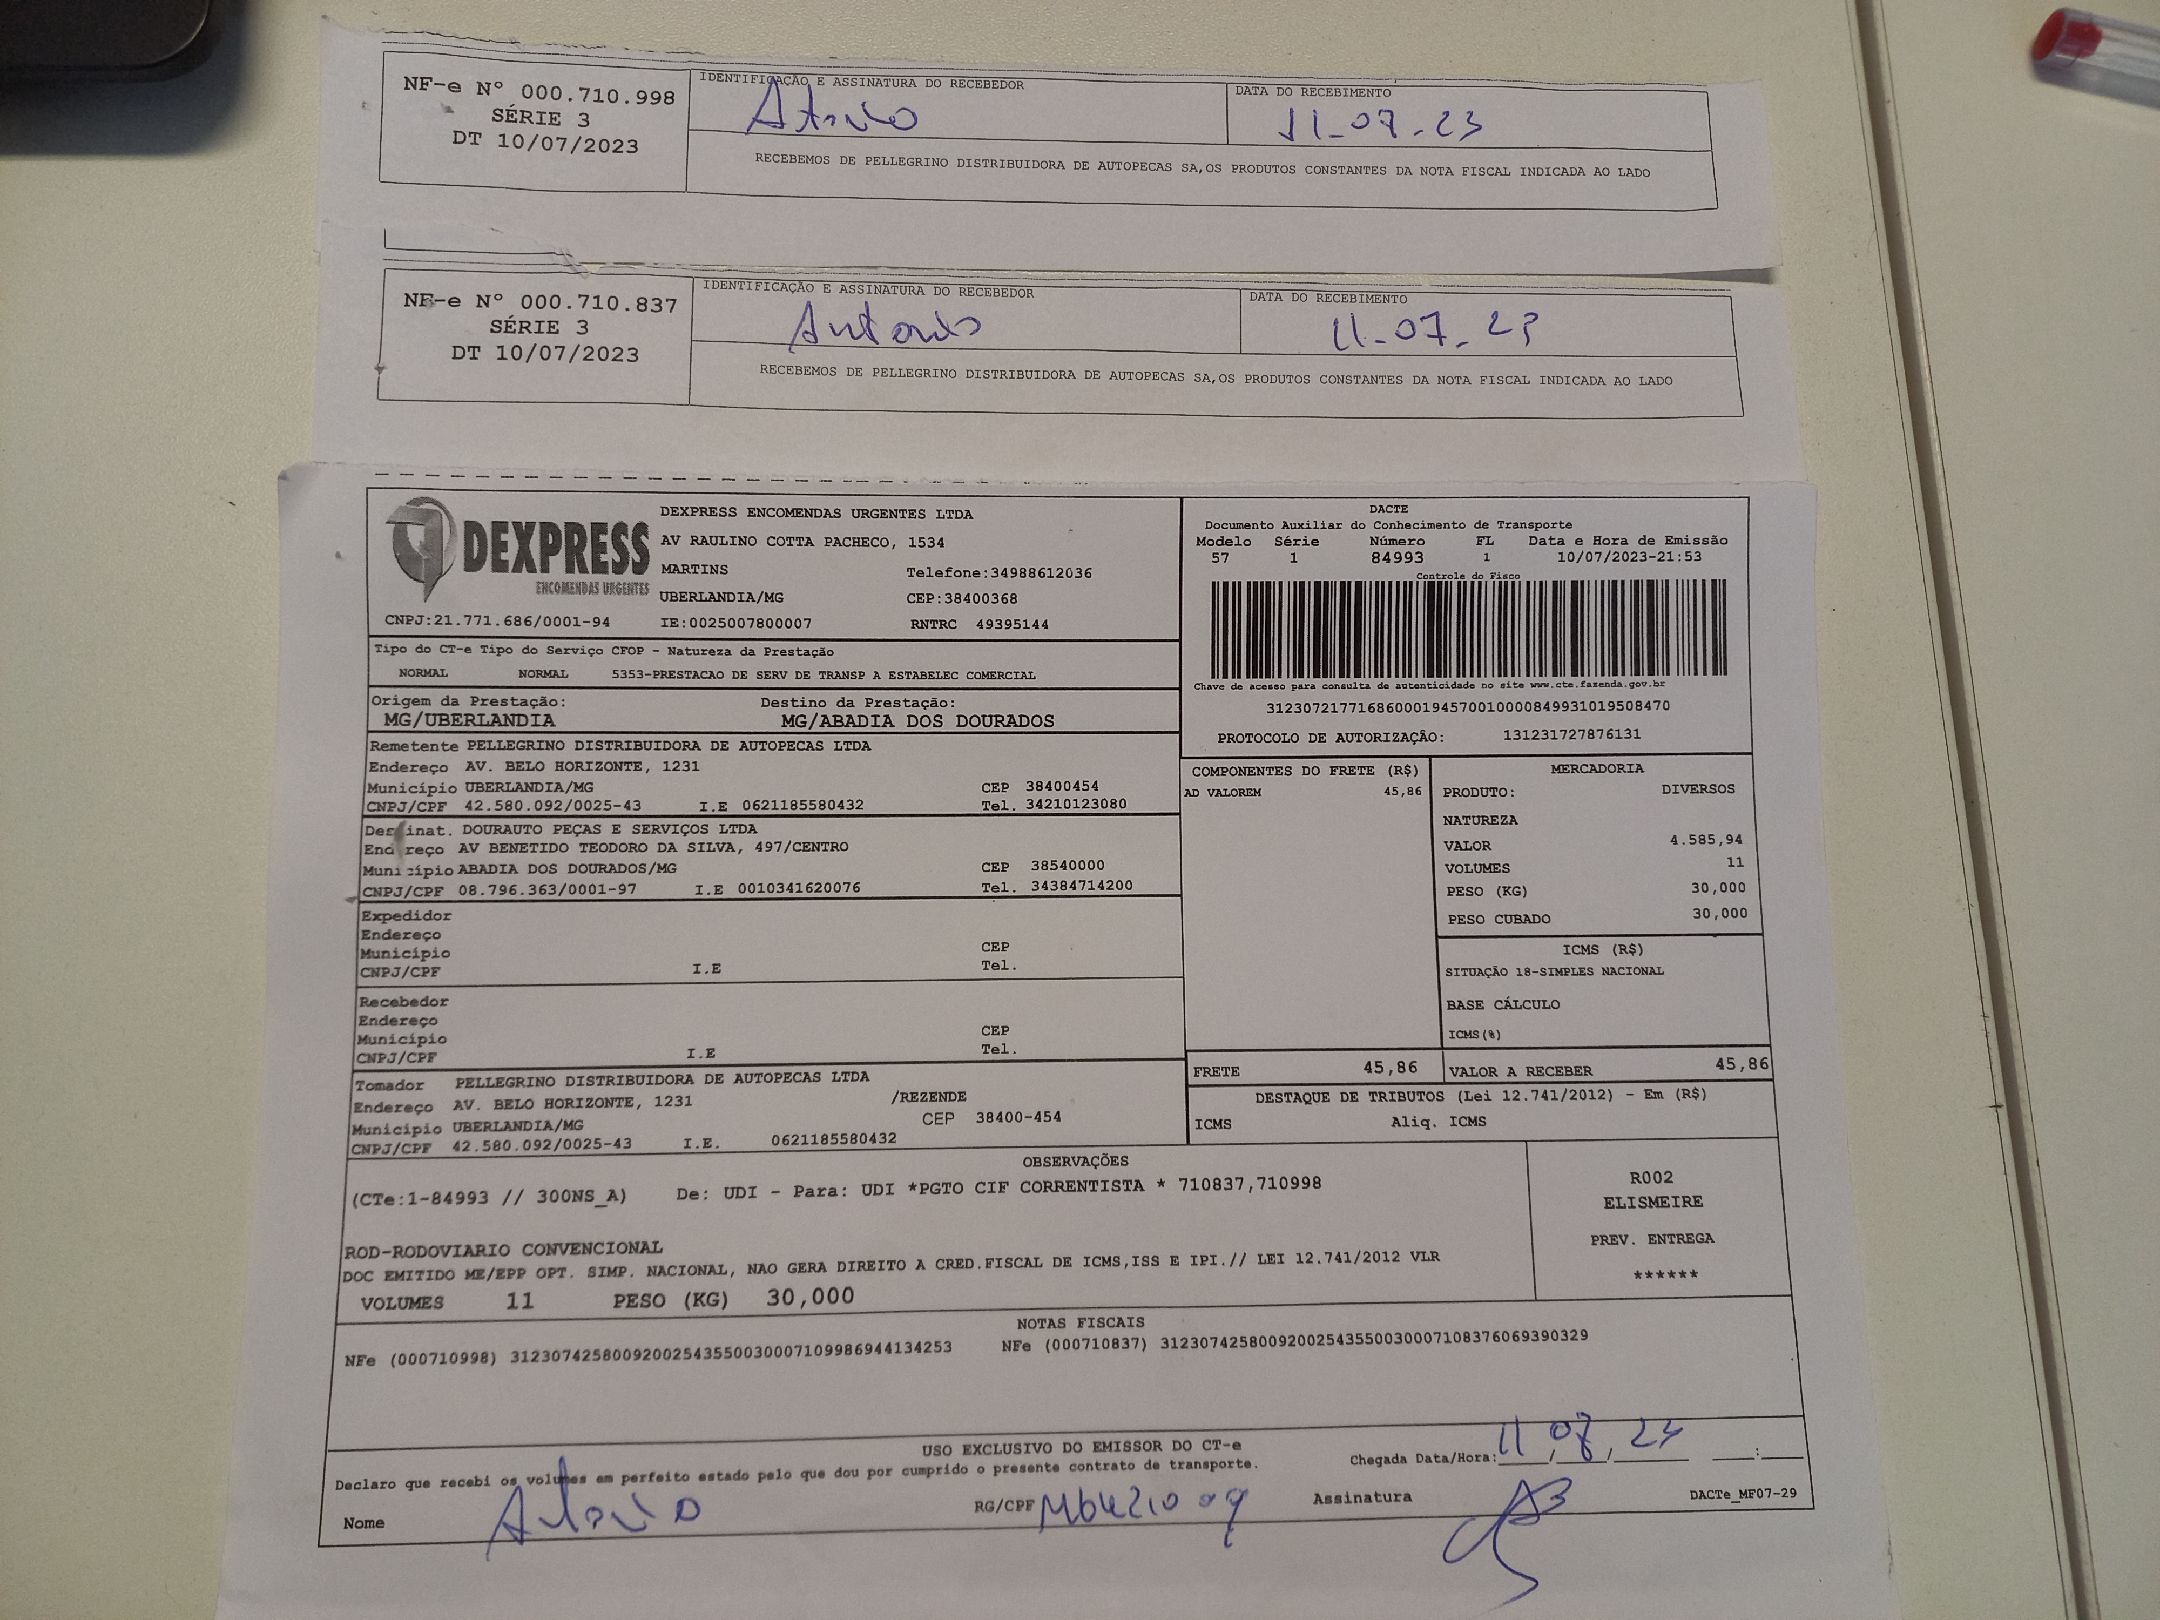 NF-e Nº 000.710.998
SÉRIE 3
DT 10/07/2023
IDENTIFICAÇÃO E ASSINATURA DO RECEBEDOR
DATA DO RECEBIMENTO
11-07-23
RECEBEMOS DE PELLEGRINO DISTRIBUIDORA DE AUTOPECAS SA,OS PRODUTOS CONSTANTES DA NOTA FISCAL INDICADA AO LADO
NF-e Nº 000.710.837
SÉRIE 3
DT 10/07/2023
IDENTIFICAÇÃO E ASSINATURA DO RECEBEDOR
Antonio
DATA DO RECEBIMENTO
11-07-23
RECEBEMOS DE PELLEGRINO DISTRIBUIDORA DE AUTOPECAS SA,OS PRODUTOS CONSTANTES DA NOTA FISCAL INDICADA AO LADO
DEXPRESS
ENCOMENDAS URGENTES
DEXPRESS ENCOMENDAS URGENTES LTDA
AV RAULINO COTTA PACHECO, 1534
MARTINS Telefone:34988612036
UBERLANDIA/MG CEP:38400368
CNPJ:21.771.686/0001-94 IE:0025007800007 RNTRC 49395144
DACTE
Documento Auxiliar do Conhecimento de Transporte
Modelo Série Número FL Data e Hora de Emissão
57 1 84993 1 10/07/2023-21:53
Controle do Fisco
Chave de acesso para consulta de autenticidade no site www.cte.fazenda.gov.br
31230721771686000194570010000849931019508470
PROTOCOLO DE AUTORIZAÇÃO: 131231727876131
Tipo do CT-e Tipo do Serviço CFOP - Natureza da Prestação
NORMAL NORMAL 5353-PRESTACAO DE SERV DE TRANSP A ESTABELEC COMERCIAL
Origem da Prestação: Destino da Prestação:
MG/UBERLANDIA MG/ABADIA DOS DOURADOS
Remetente PELLEGRINO DISTRIBUIDORA DE AUTOPECAS LTDA
Endereço AV. BELO HORIZONTE, 1231
Município UBERLANDIA/MG CEP 38400454
CNPJ/CPF 42.580.092/0025-43 I.E 0621185580432 Tel. 34210123080
Destinat. DOURAUTO PEÇAS E SERVIÇOS LTDA
Endereço AV BENETIDO TEODORO DA SILVA, 497/CENTRO
Município ABADIA DOS DOURADOS/MG CEP 38540000
CNPJ/CPF 08.796.363/0001-97 I.E 0010341620076 Tel. 34384714200
Expedidor
Endereço
Município CEP
CNPJ/CPF I.E Tel.
Recebedor
Endereço
Município CEP
CNPJ/CPF I.E Tel.
Tomador PELLEGRINO DISTRIBUIDORA DE AUTOPECAS LTDA
Endereço AV. BELO HORIZONTE, 1231 /REZENDE
Município UBERLANDIA/MG CEP 38400-454
CNPJ/CPF 42.580.092/0025-43 I.E. 0621185580432
COMPONENTES DO FRETE (R$)
AD VALOREM 45,86
MERCADORIA
PRODUTO: DIVERSOS
NATUREZA
VALOR 4.585,94
VOLUMES 11
PESO (KG) 30,000
PESO CUBADO 30,000
ICMS (R$)
SITUAÇÃO 18-SIMPLES NACIONAL
BASE CÁLCULO
ICMS(%)
FRETE 45,86 VALOR A RECEBER 45,86
DESTAQUE DE TRIBUTOS (Lei 12.741/2012) - Em (R$)
ICMS Aliq. ICMS
OBSERVAÇÕES
(CTe:1-84993 // 300NS_A) De: UDI - Para: UDI *PGTO CIF CORRENTISTA * 710837,710998
ROD-RODOVIARIO CONVENCIONAL
DOC EMITIDO ME/EPP OPT. SIMP. NACIONAL, NAO GERA DIREITO A CRED.FISCAL DE ICMS,ISS E IPI.// LEI 12.741/2012 VLR
VOLUMES 11 PESO (KG) 30,000
R002
ELISMEIRE
PREV. ENTREGA
******
NOTAS FISCAIS
NFe (000710998) 31230742580092002543550030007109986944134253 NFe (000710837) 31230742580092002543550030007108376069390329
USO EXCLUSIVO DO EMISSOR DO CT-e
Declaro que recebi os volumes em perfeito estado pelo que dou por cumprido o presente contrato de transporte.
Chegada Data/Hora: 11/07/23 __:__
Nome Antonio RG/CPF Assinatura DACTe_MF07-29